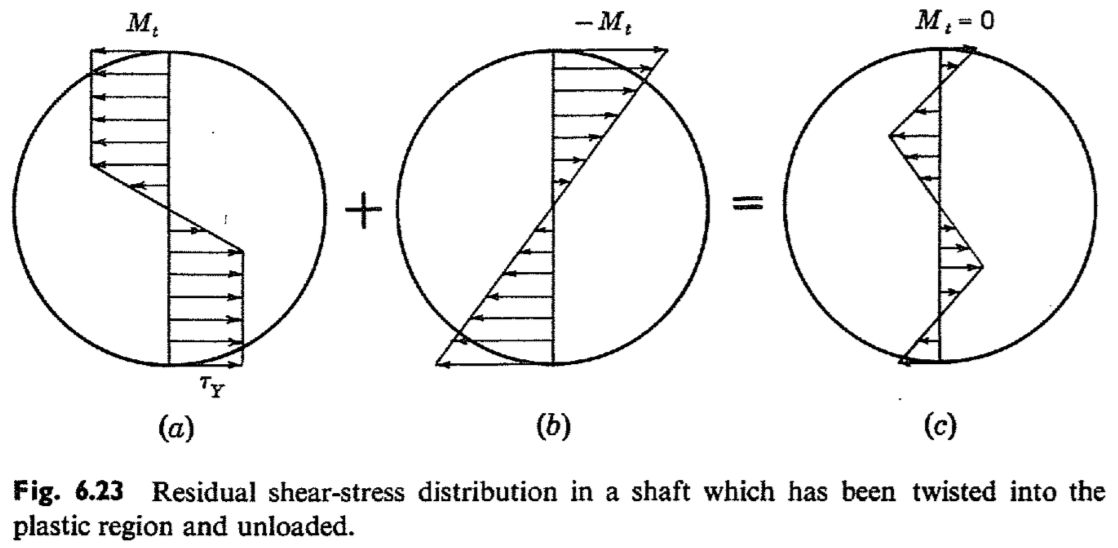 M_t
−M_t
M_t = 0
+
=
τ_Y
(a)
(b)
(c)
Fig. 6.23 Residual shear-stress distribution in a shaft which has been twisted into the
plastic region and unloaded.